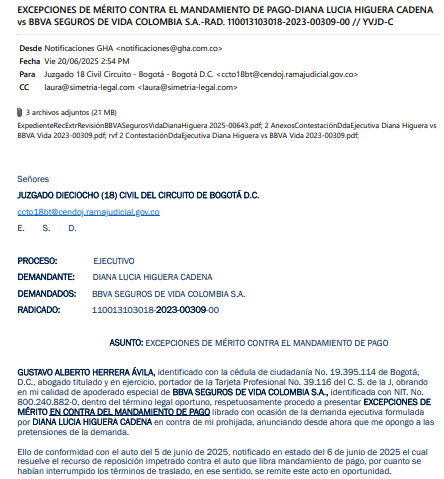 EXCEPCIONES DE MÉRITO CONTRA EL MANDAMIENTO DE PAGO-DIANA LUCIA HIGUERA CADENA
vs BBVA SEGUROS DE VIDA COLOMBIA S.A.-RAD. 110013103018-2023-00309-00 // YVJD-C
Desde Notificaciones GHA <notificaciones@gha.com.co>
Fecha Vie 20/06/2025 2:54 PM
Para Juzgado 18 Civil Circuito - Bogotá - Bogotá D.C. <ccto18bt@cendoj.ramajudicial.gov.co>
CC laura@simetria-legal.com <laura@simetria-legal.com>
3 archivos adjuntos (21 MB)
ExpedienteRecExtrRevisiónBBVASegurosVidaDianaHiguera 2025-00643.pdf; 2 AnexosContestaciónDdaEjecutiva Diana Higuera vs
BBVA Vida 2023-00309.pdf; rvf 2 ContestaciónDdaEjecutiva Diana Higuera vs BBVA Vida 2023-00309.pdf;
Señores
JUZGADO DIECIOCHO (18) CIVIL DEL CIRCUITO DE BOGOTÁ D.C.
ccto18bt@cendoj.ramajudicial.gov.co
E. S. D.
PROCESO: EJECUTIVO
DEMANDANTE: DIANA LUCIA HIGUERA CADENA
DEMANDADOS: BBVA SEGUROS DE VIDA COLOMBIA S.A.
RADICADO: 110013103018-2023-00309-00
ASUNTO: EXCEPCIONES DE MÉRITO CONTRA EL MANDAMIENTO DE PAGO
GUSTAVO ALBERTO HERRERA ÁVILA, identificado con la cédula de ciudadanía No. 19.395.114 de Bogotá,
D.C., abogado titulado y en ejercicio, portador de la Tarjeta Profesional No. 39.116 del C. S. de la J, obrando
en mi calidad de apoderado especial de BBVA SEGUROS DE VIDA COLOMBIA S.A., identificada con NIT. No.
800.240.882-0, dentro del término legal oportuno, respetuosamente procedo a presentar EXCEPCIONES DE
MÉRITO EN CONTRA DEL MANDAMIENTO DE PAGO librado con ocasión de la demanda ejecutiva formulada
por DIANA LUCIA HIGUERA CADENA en contra de mi prohijada, anunciando desde ahora que me opongo a las
pretensiones de la demanda.
Ello de conformidad con el auto del 5 de junio de 2025, notificado en estado del 6 de junio de 2025 el cual
resuelve el recurso de reposición impetrado contra el auto que libra mandamiento de pago, por cuanto se
habían interrumpido los términos de traslado, en ese sentido, se remite este acto en oportunidad.